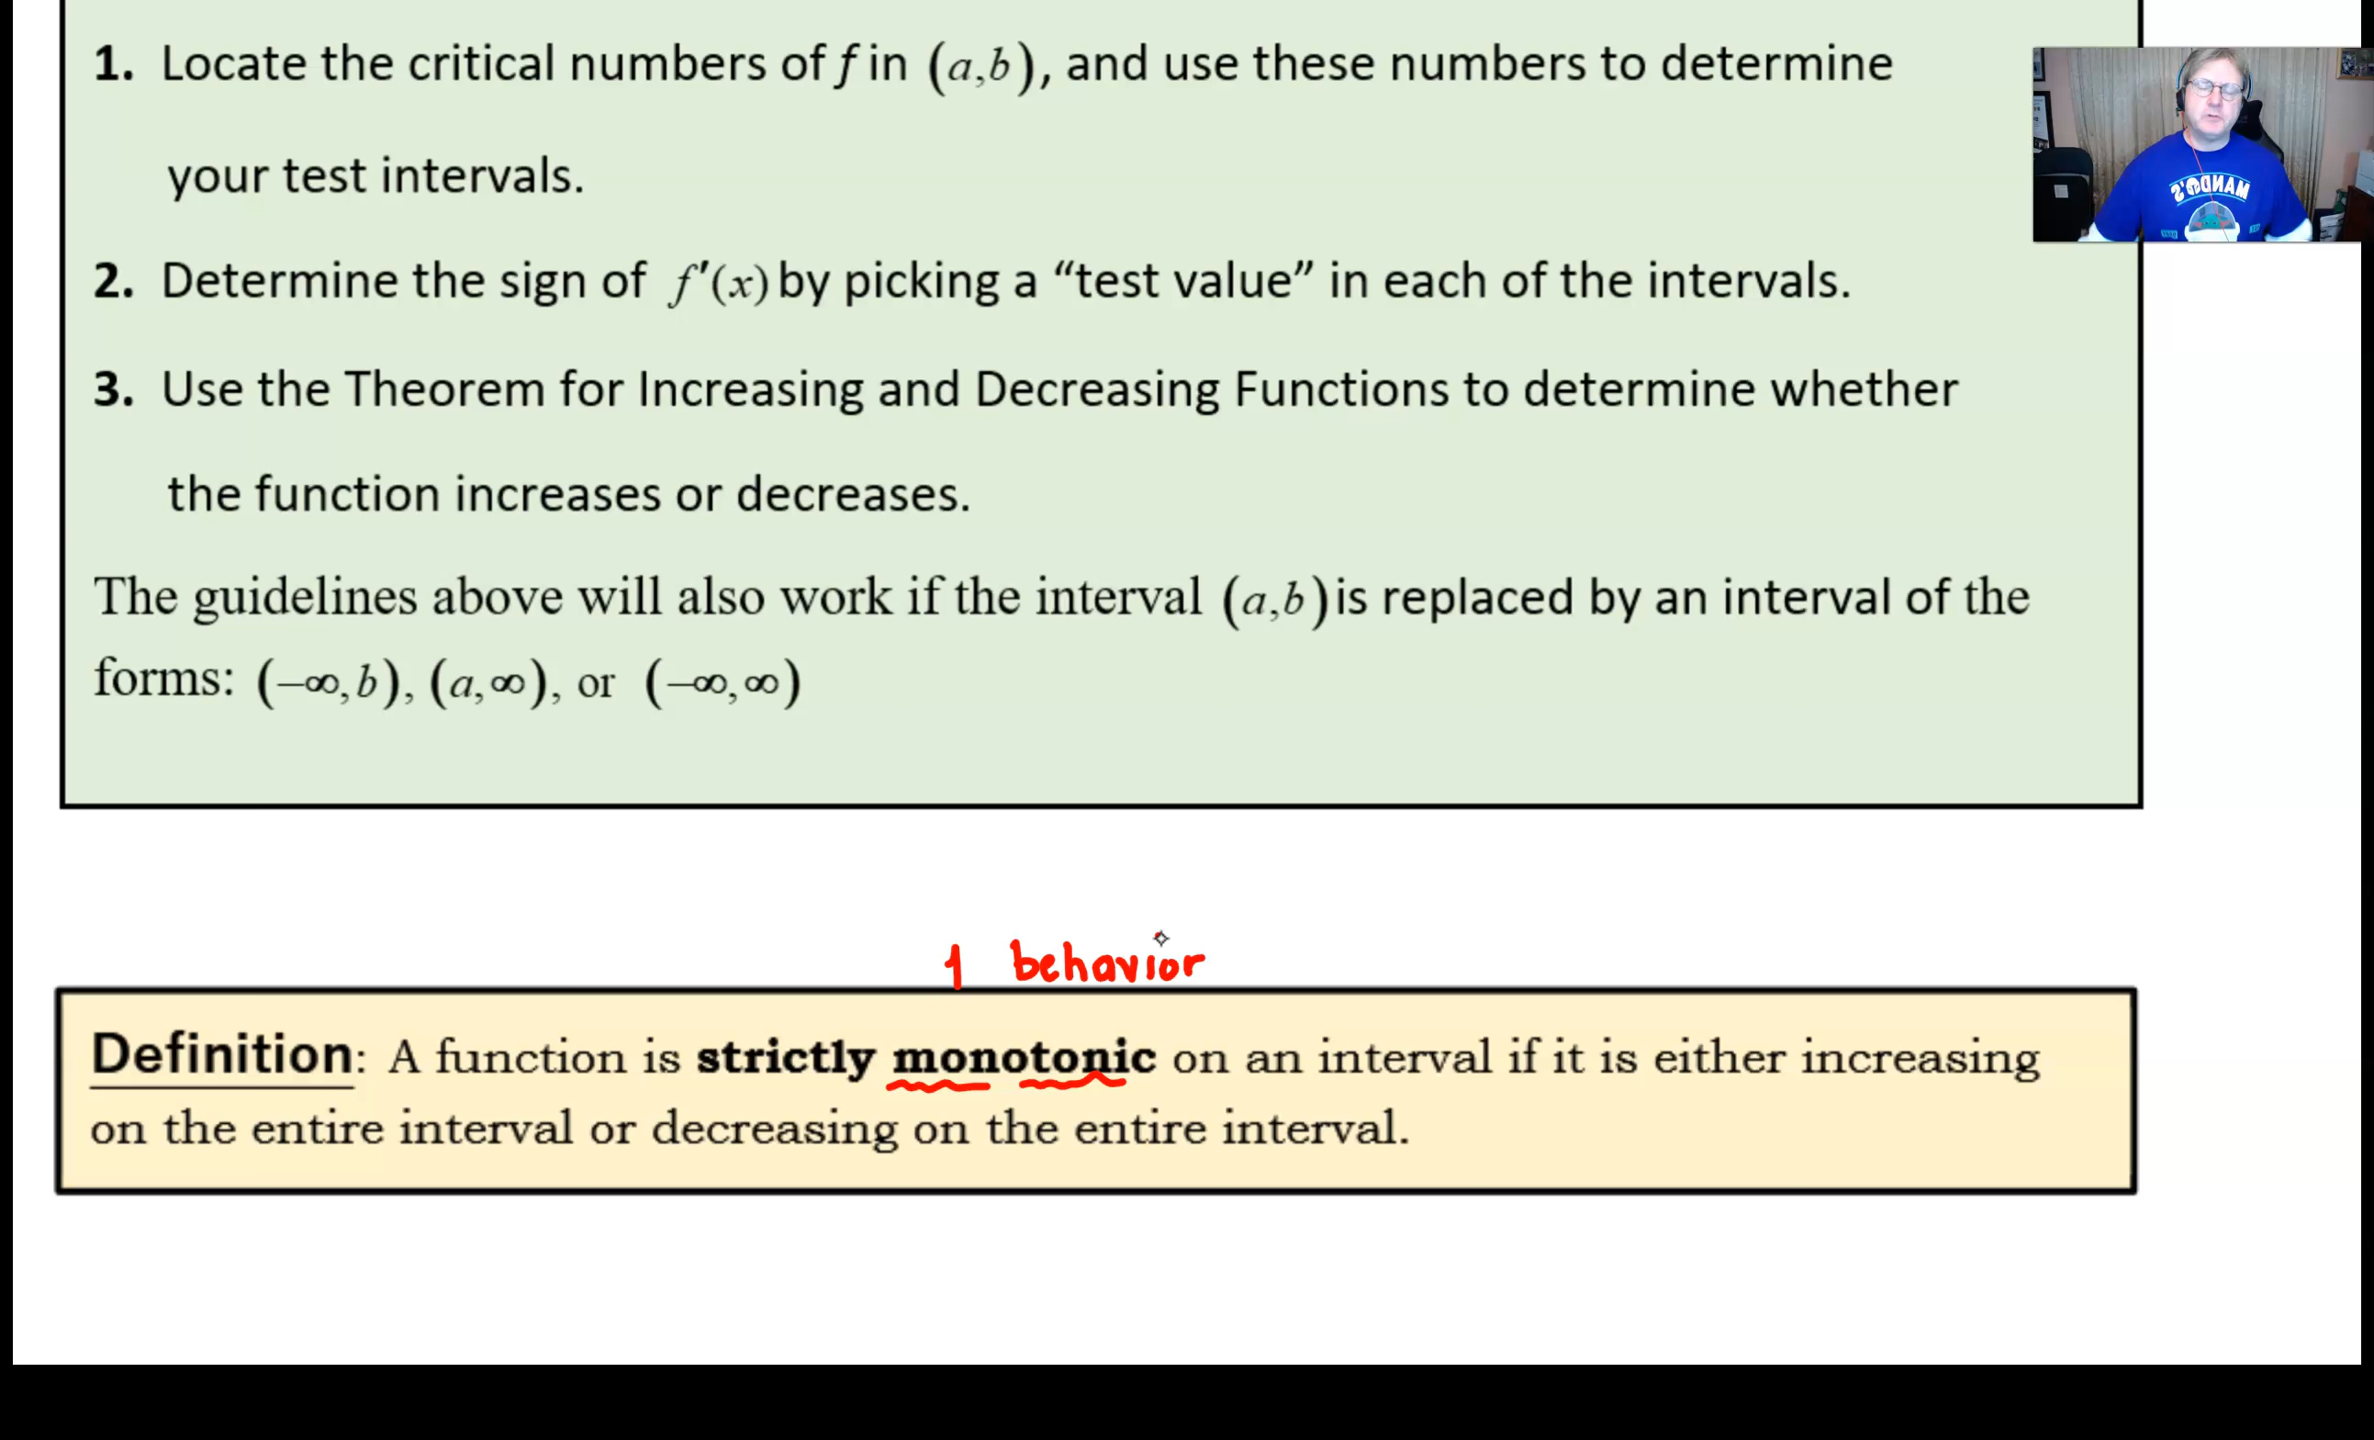 1. Locate the critical numbers of f in (a,b), and use these numbers to determine
your test intervals.
2. Determine the sign of f′(x) by picking a “test value” in each of the intervals.
3. Use the Theorem for Increasing and Decreasing Functions to determine whether
the function increases or decreases.
The guidelines above will also work if the interval (a,b) is replaced by an interval of the
forms: (−∞,b), (a,∞), or (−∞,∞)
1 behavior
Definition: A function is strictly monotonic on an interval if it is either increasing
on the entire interval or decreasing on the entire interval.